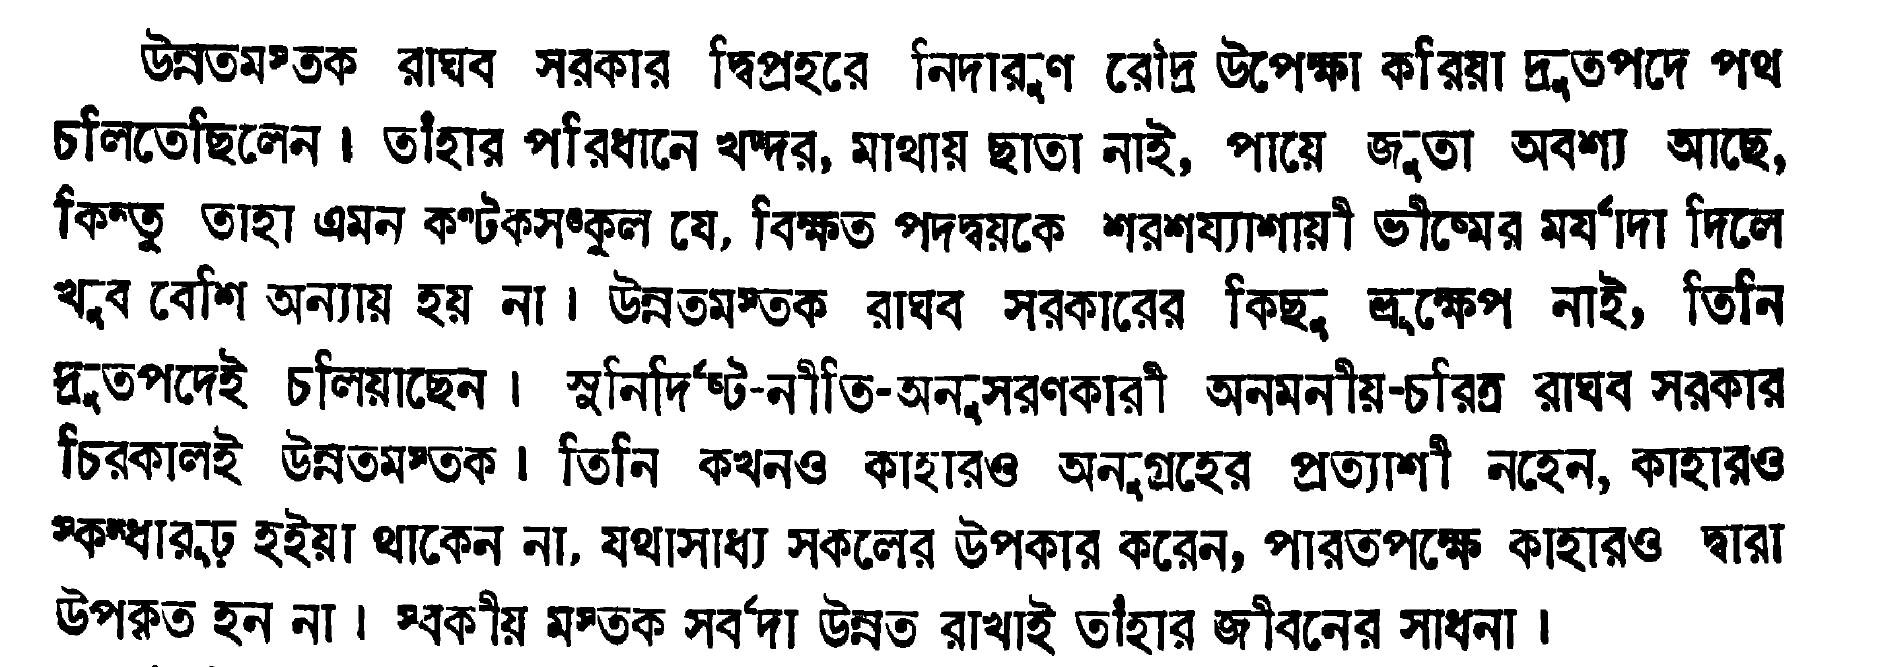 উন্নতমস্তক রাঘব সরকার দ্বিপ্রহরে নিদারুণ রৌদ্র উপেক্ষা করিয়া দ্রুতপদে পথ
চলিতেছিলেন। তাঁহার পরিধানে খদ্দর, মাথায় ছাতা নাই, পায়ে জুতা অবশ্য আছে,
কিন্তু তাহা এমন কণ্টকসঙ্কুল যে, বিক্ষত পদদ্বয়কে শরশয্যাশায়ী ভীষ্মের মর্যাদা দিলে
খুব বেশি অন্যায় হয় না। উন্নতমস্তক রাঘব সরকারের কিছু ভ্রূক্ষেপ নাই, তিনি
দ্রুতপদেই চলিয়াছেন। সুনির্দিষ্ট-নীতি-অনুসরণকারী অনমনীয়-চরিত্র রাঘব সরকার
চিরকালই উন্নতমস্তক। তিনি কখনও কাহারও অনুগ্রহের প্রত্যাশী নহেন, কাহারও
স্কন্ধারূঢ় হইয়া থাকেন না, যথাসাধ্য সকলের উপকার করেন, পারতপক্ষে কাহারও দ্বারা
উপকৃত হন না। স্বকীয় মস্তক সর্বদা উন্নত রাখাই তাঁহার জীবনের সাধনা।